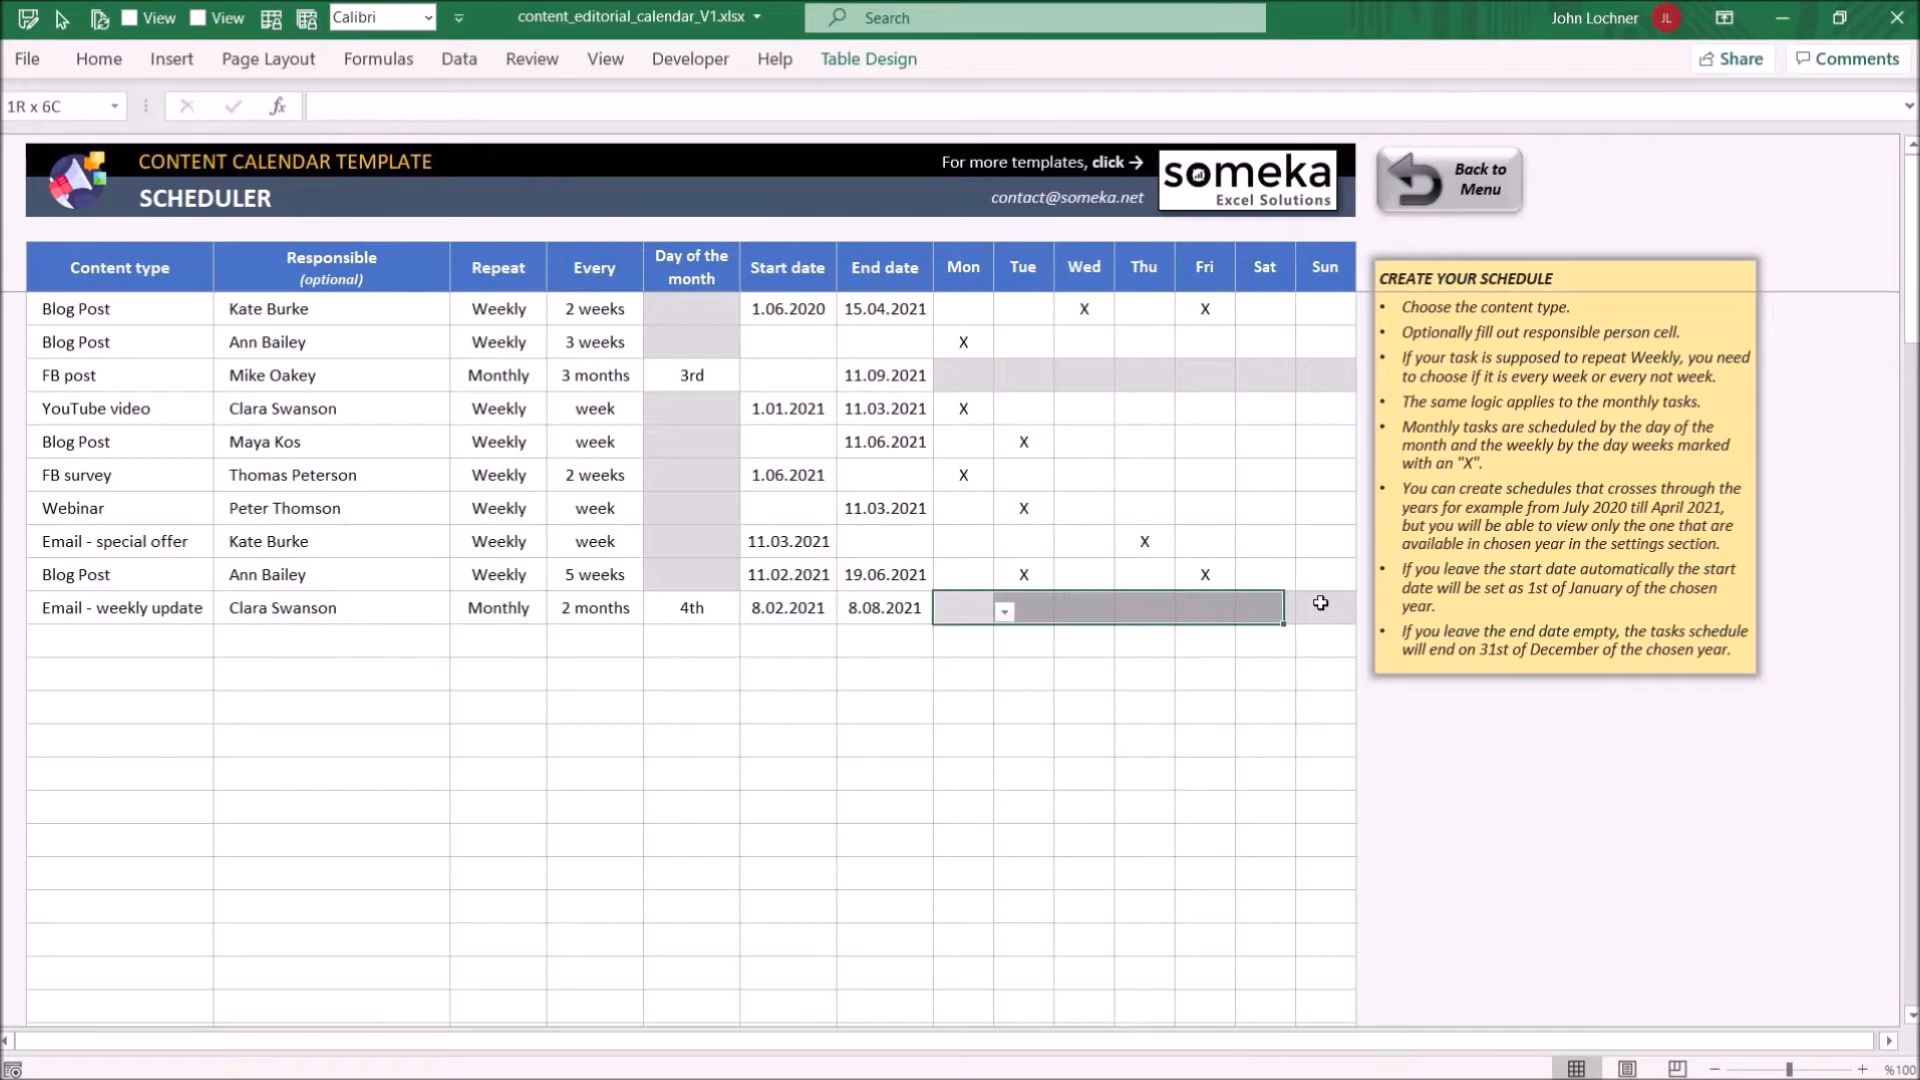 View View Calibri content_editorial_calendar_V1.xlsx Search John Lochner JL
File Home Insert Page Layout Formulas Data Review View Developer Help Table Design Share Comments
1R x 6C fx
CONTENT CALENDAR TEMPLATE
SCHEDULER
For more templates, click →
contact@someka.net
someka
Excel Solutions
Back to
Menu
Content type Responsible (optional) Repeat Every Day of the month Start date End date Mon Tue Wed Thu Fri Sat Sun
Blog Post Kate Burke Weekly 2 weeks 1.06.2020 15.04.2021 X X
Blog Post Ann Bailey Weekly 3 weeks X
FB post Mike Oakey Monthly 3 months 3rd 11.09.2021
YouTube video Clara Swanson Weekly week 1.01.2021 11.03.2021 X
Blog Post Maya Kos Weekly week 11.06.2021 X
FB survey Thomas Peterson Weekly 2 weeks 1.06.2021 X
Webinar Peter Thomson Weekly week 11.03.2021 X
Email - special offer Kate Burke Weekly week 11.03.2021 X
Blog Post Ann Bailey Weekly 5 weeks 11.02.2021 19.06.2021 X X
Email - weekly update Clara Swanson Monthly 2 months 4th 8.02.2021 8.08.2021
CREATE YOUR SCHEDULE
• Choose the content type.
• Optionally fill out responsible person cell.
• If your task is supposed to repeat Weekly, you need
to choose if it is every week or every not week.
• The same logic applies to the monthly tasks.
• Monthly tasks are scheduled by the day of the
month and the weekly by the day weeks marked
with an "X".
• You can create schedules that crosses through the
years for example from July 2020 till April 2021,
but you will be able to view only the one that are
available in chosen year in the settings section.
• If you leave the start date automatically the start
date will be set as 1st of January of the chosen
year.
• If you leave the end date empty, the tasks schedule
will end on 31st of December of the chosen year.
%100